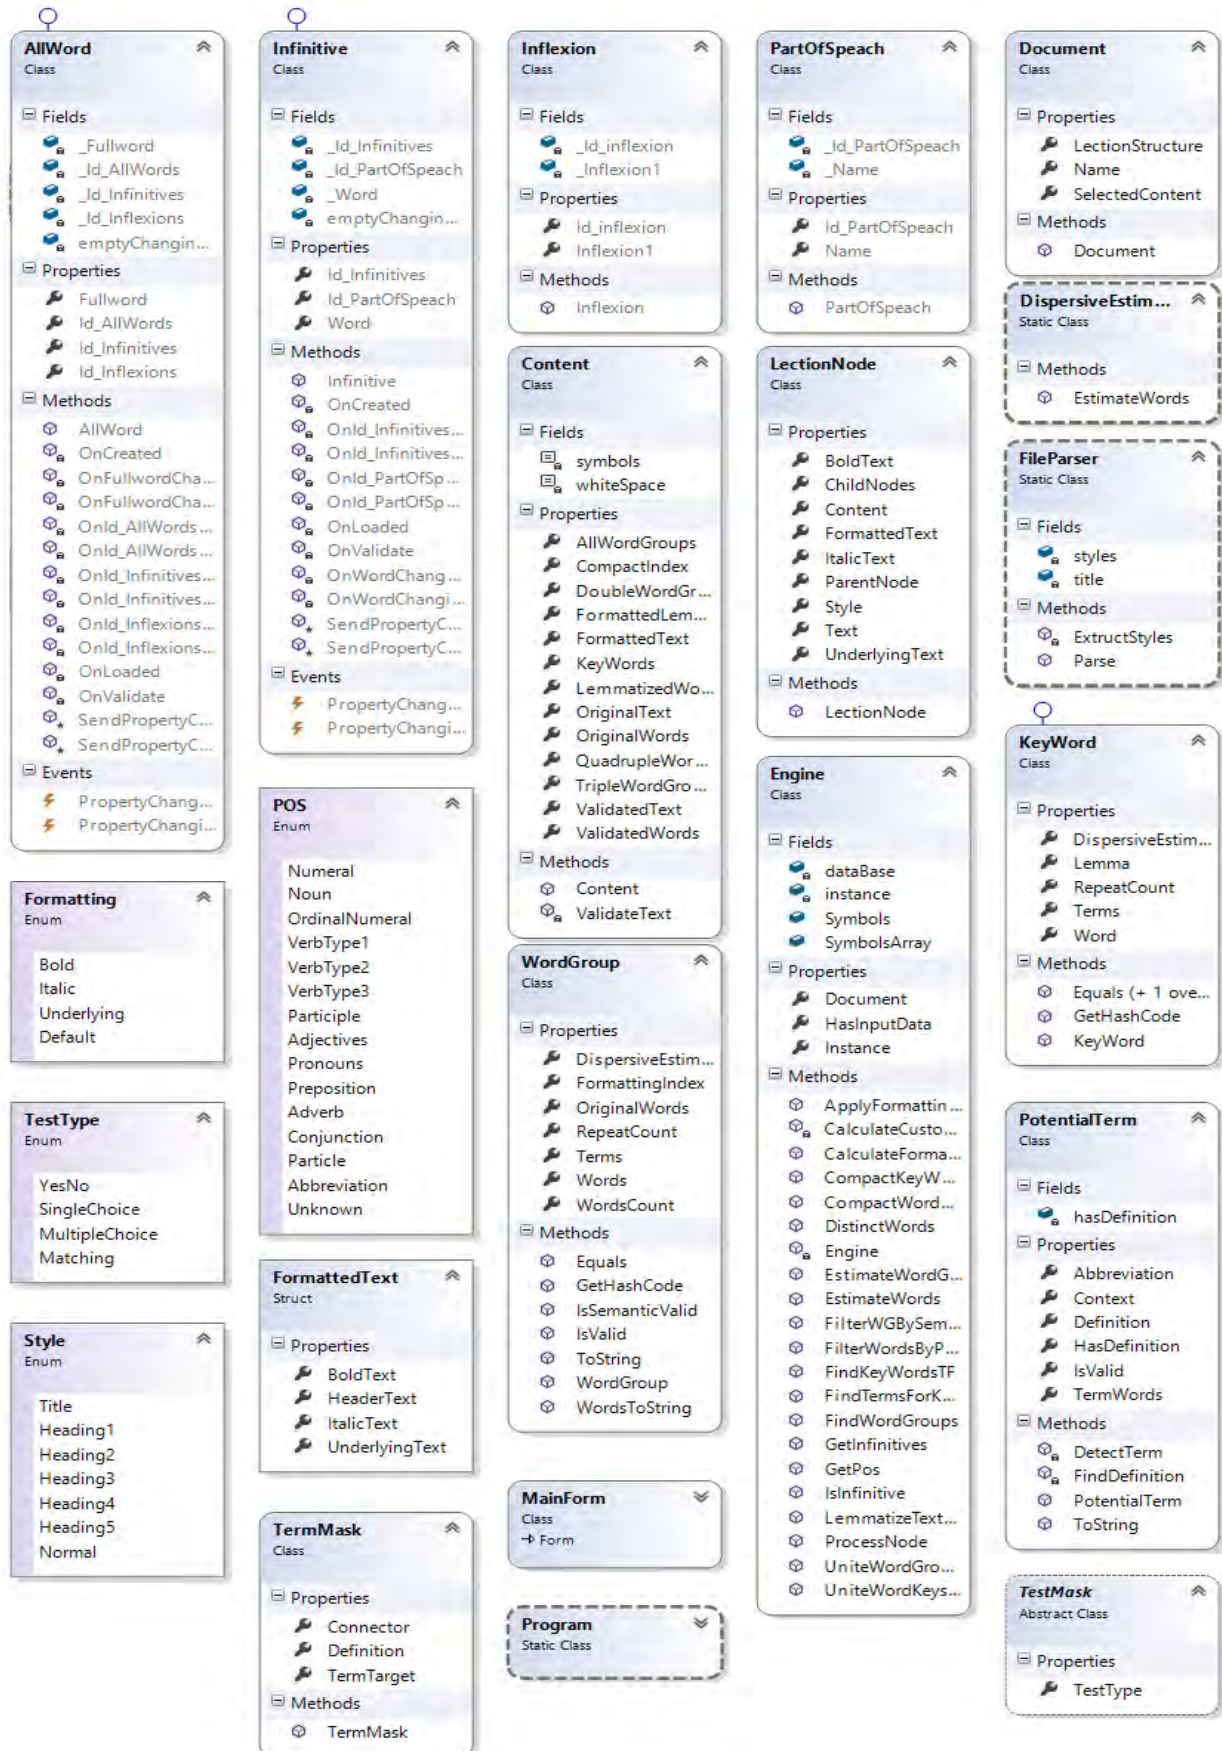 AllWord
Class
Fields
_Fullword
_Id_AllWords
_Id_Infinitives
_Id_Inflexions
emptyChangin...
Properties
Fullword
Id_AllWords
Id_Infinitives
Id_Inflexions
Methods
AllWord
OnCreated
OnFullwordCha...
OnFullwordCha...
OnId_AllWords...
OnId_AllWords...
OnId_Infinitives...
OnId_Infinitives...
OnId_Inflexions...
OnId_Inflexions...
OnLoaded
OnValidate
SendPropertyC...
SendPropertyC...
Events
PropertyChang...
PropertyChangi...
Formatting
Enum
Bold
Italic
Underlying
Default
TestType
Enum
YesNo
SingleChoice
MultipleChoice
Matching
Style
Enum
Title
Heading1
Heading2
Heading3
Heading4
Heading5
Normal
Infinitive
Class
Fields
_Id_Infinitives
_Id_PartOfSpeach
_Word
emptyChangin...
Properties
Id_Infinitives
Id_PartOfSpeach
Word
Methods
Infinitive
OnCreated
OnId_Infinitives...
OnId_Infinitives...
OnId_PartOfSp...
OnId_PartOfSp...
OnLoaded
OnValidate
OnWordChang...
OnWordChangi...
SendPropertyC...
SendPropertyC...
Events
PropertyChang...
PropertyChangi...
POS
Enum
Numeral
Noun
OrdinalNumeral
VerbType1
VerbType2
VerbType3
Participle
Adjectives
Pronouns
Preposition
Adverb
Conjunction
Particle
Abbreviation
Unknown
FormattedText
Struct
Properties
BoldText
HeaderText
ItalicText
UnderlyingText
TermMask
Class
Properties
Connector
Definition
TermTarget
Methods
TermMask
Inflexion
Class
Fields
_Id_inflexion
_Inflexion1
Properties
Id_inflexion
Inflexion1
Methods
Inflexion
Content
Class
Fields
symbols
whiteSpace
Properties
AllWordGroups
CompactIndex
DoubleWordGr...
FormattedLem...
FormattedText
KeyWords
LemmatizedWo...
OriginalText
OriginalWords
QuadrupleWor...
TripleWordGro...
ValidatedText
ValidatedWords
Methods
Content
ValidateText
WordGroup
Class
Properties
DispersiveEstim...
FormattingIndex
OriginalWords
RepeatCount
Terms
Words
WordsCount
Methods
Equals
GetHashCode
IsSemanticValid
IsValid
ToString
WordGroup
WordsToString
MainForm
Class
Form
Program
Static Class
PartOfSpeach
Class
Fields
_Id_PartOfSpeach
_Name
Properties
Id_PartOfSpeach
Name
Methods
PartOfSpeach
LectionNode
Class
Properties
BoldText
ChildNodes
Content
FormattedText
ItalicText
ParentNode
Style
Text
UnderlyingText
Methods
LectionNode
Engine
Class
Fields
dataBase
instance
Symbols
SymbolsArray
Properties
Document
HasInputData
Instance
Methods
ApplyFormattin...
CalculateCusto...
CalculateForma...
CompactKeyW...
CompactWord...
DistinctWords
Engine
EstimateWordG...
EstimateWords
FilterWGBySem...
FilterWordsByP...
FindKeyWordsTF
FindTermsForK...
FindWordGroups
GetInfinitives
GetPos
IsInfinitive
LemmatizeText...
ProcessNode
UniteWordGro...
UniteWordKeys...
Document
Class
Properties
LectionStructure
Name
SelectedContent
Methods
Document
DispersiveEstim...
Static Class
Methods
EstimateWords
FileParser
Static Class
Fields
styles
title
Methods
ExtructStyles
Parse
KeyWord
Class
Properties
DispersiveEstim...
Lemma
RepeatCount
Terms
Word
Methods
Equals (+ 1 ove...
GetHashCode
KeyWord
PotentialTerm
Class
Fields
hasDefinition
Properties
Abbreviation
Context
Definition
HasDefinition
IsValid
TermWords
Methods
DetectTerm
FindDefinition
PotentialTerm
ToString
TestMask
Abstract Class
Properties
TestType